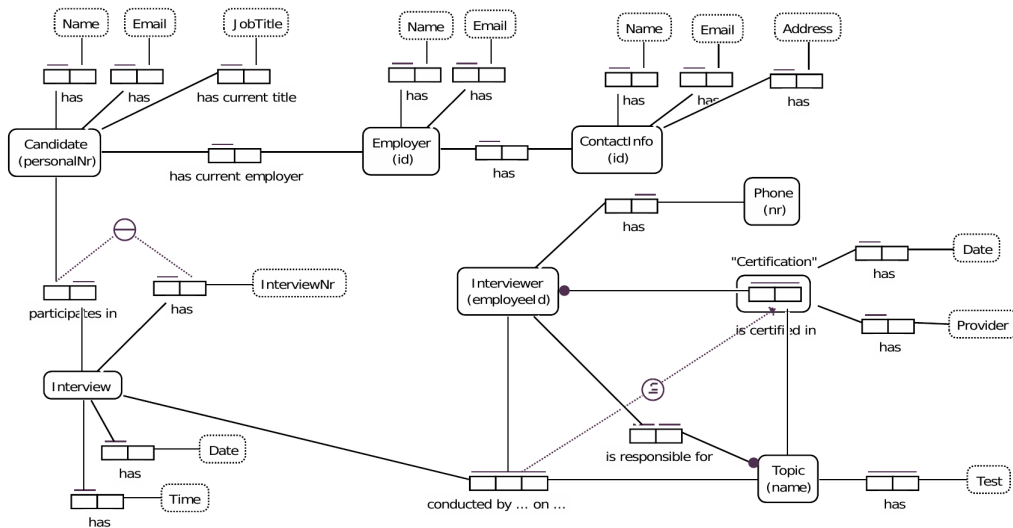 Name
Email
JobTitle
Name
Email
Name
Email
Address
has
has
has current title
has
has
has
has
has
Candidate
(personalNr)
has current employer
Employer
(id)
has
ContactInfo
(id)
Phone
(nr)
has
"Certification"
Date
has
participates in
has
InterviewNr
Interviewer
(employeeId)
is certified in
has
Provider
Interview
has
Date
has
Time
is responsible for
conducted by ... on ...
Topic
(name)
has
Test